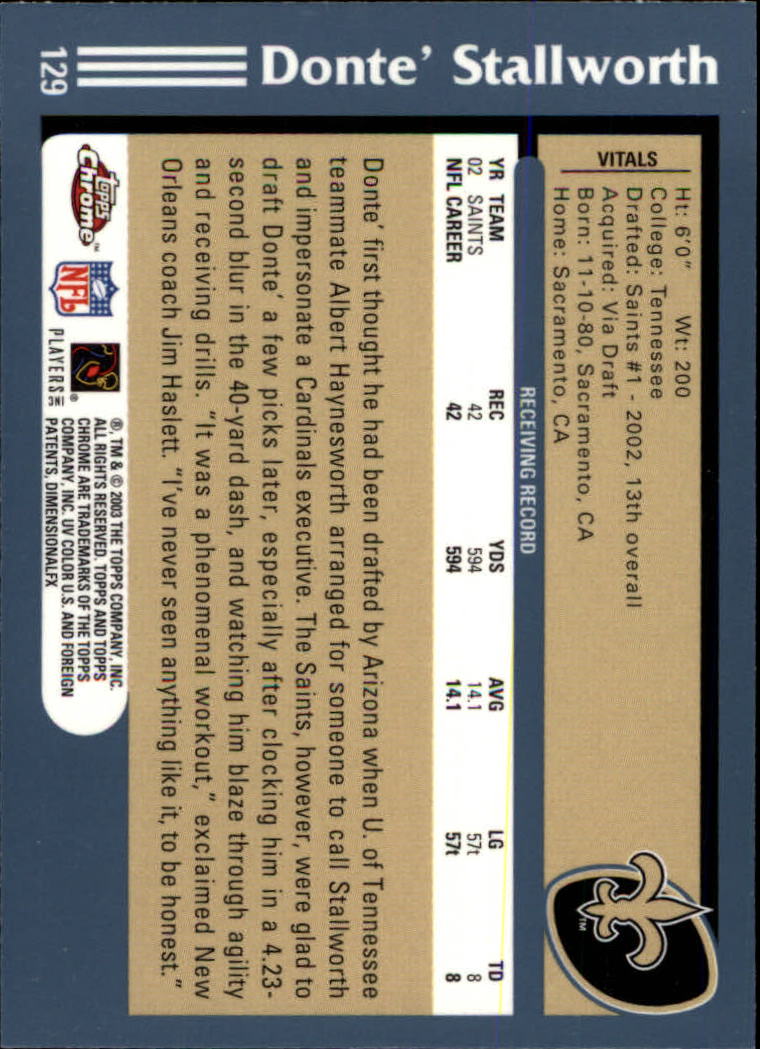 129
Donte’ Stallworth
VITALS
Ht: 6'0" Wt: 200
College: Tennessee
Drafted: Saints #1 - 2002, 13th overall
Acquired: Via Draft
Born: 11-10-80, Sacramento, CA
Home: Sacramento, CA
RECEIVING RECORD
YR TEAM REC YDS AVG LG TD
02 SAINTS 42 594 14.1 57t 8
NFL CAREER 42 594 14.1 57t 8
Donte’ first thought he had been drafted by Arizona when U. of Tennessee
teammate Albert Haynesworth arranged for someone to call Stallworth
and impersonate a Cardinals executive. The Saints, however, were glad to
draft Donte’ a few picks later, especially after clocking him in a 4.23-
second blur in the 40-yard dash, and watching him blaze through agility
and receiving drills. “It was a phenomenal workout,” exclaimed New
Orleans coach Jim Haslett. “I’ve never seen anything like it, to be honest.”
topps
Chrome™
NFL
PLAYERS INC ®
®, TM & © 2003 THE TOPPS COMPANY, INC.
ALL RIGHTS RESERVED. TOPPS AND TOPPS
CHROME ARE TRADEMARKS OF THE TOPPS
COMPANY, INC. UV COLOR U.S. AND FOREIGN
PATENTS, DIMENSIONALFX
TM